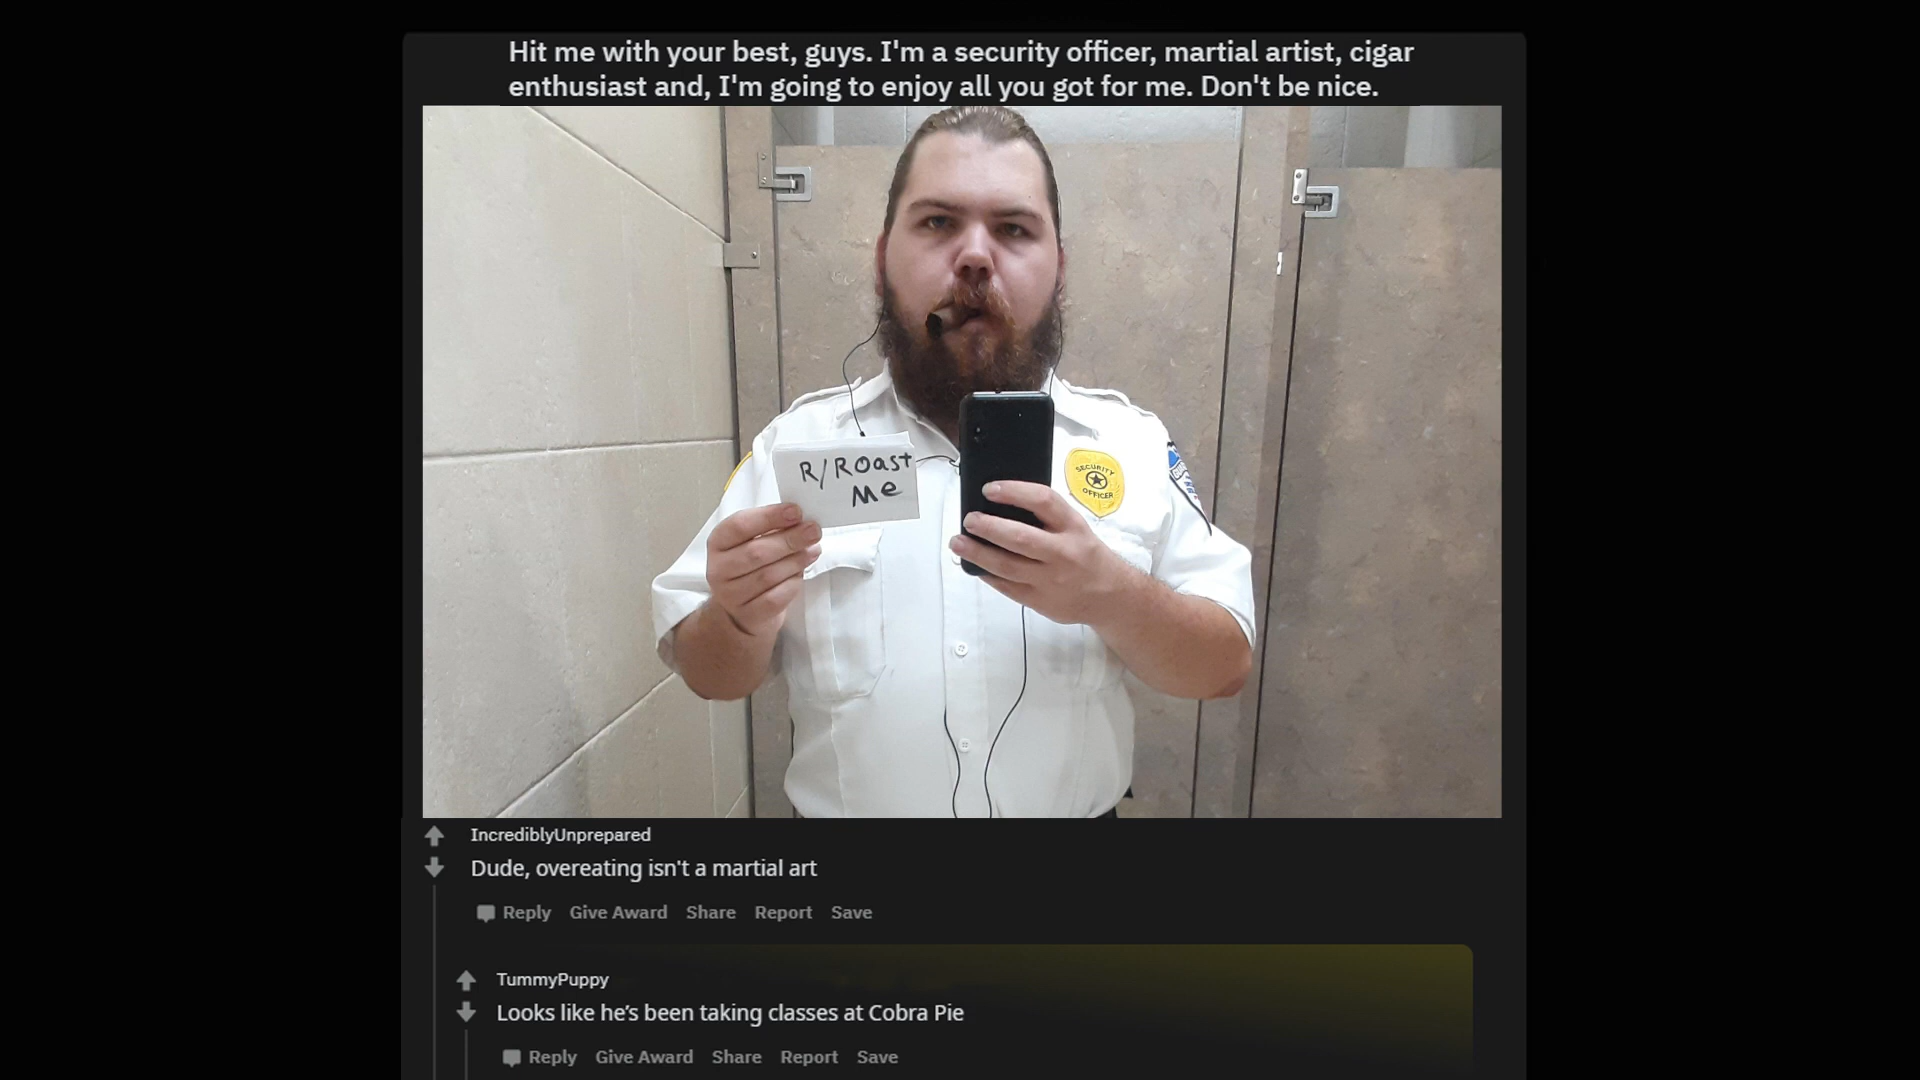 Hit me with your best, guys. I'm a security officer, martial artist, cigar
enthusiast and, I'm going to enjoy all you got for me. Don't be nice.
R/Roast
Me
SECURITY
OFFICER
IncrediblyUnprepared
Dude, overeating isn't a martial art
Reply Give Award Share Report Save
TummyPuppy
Looks like he’s been taking classes at Cobra Pie
Reply Give Award Share Report Save